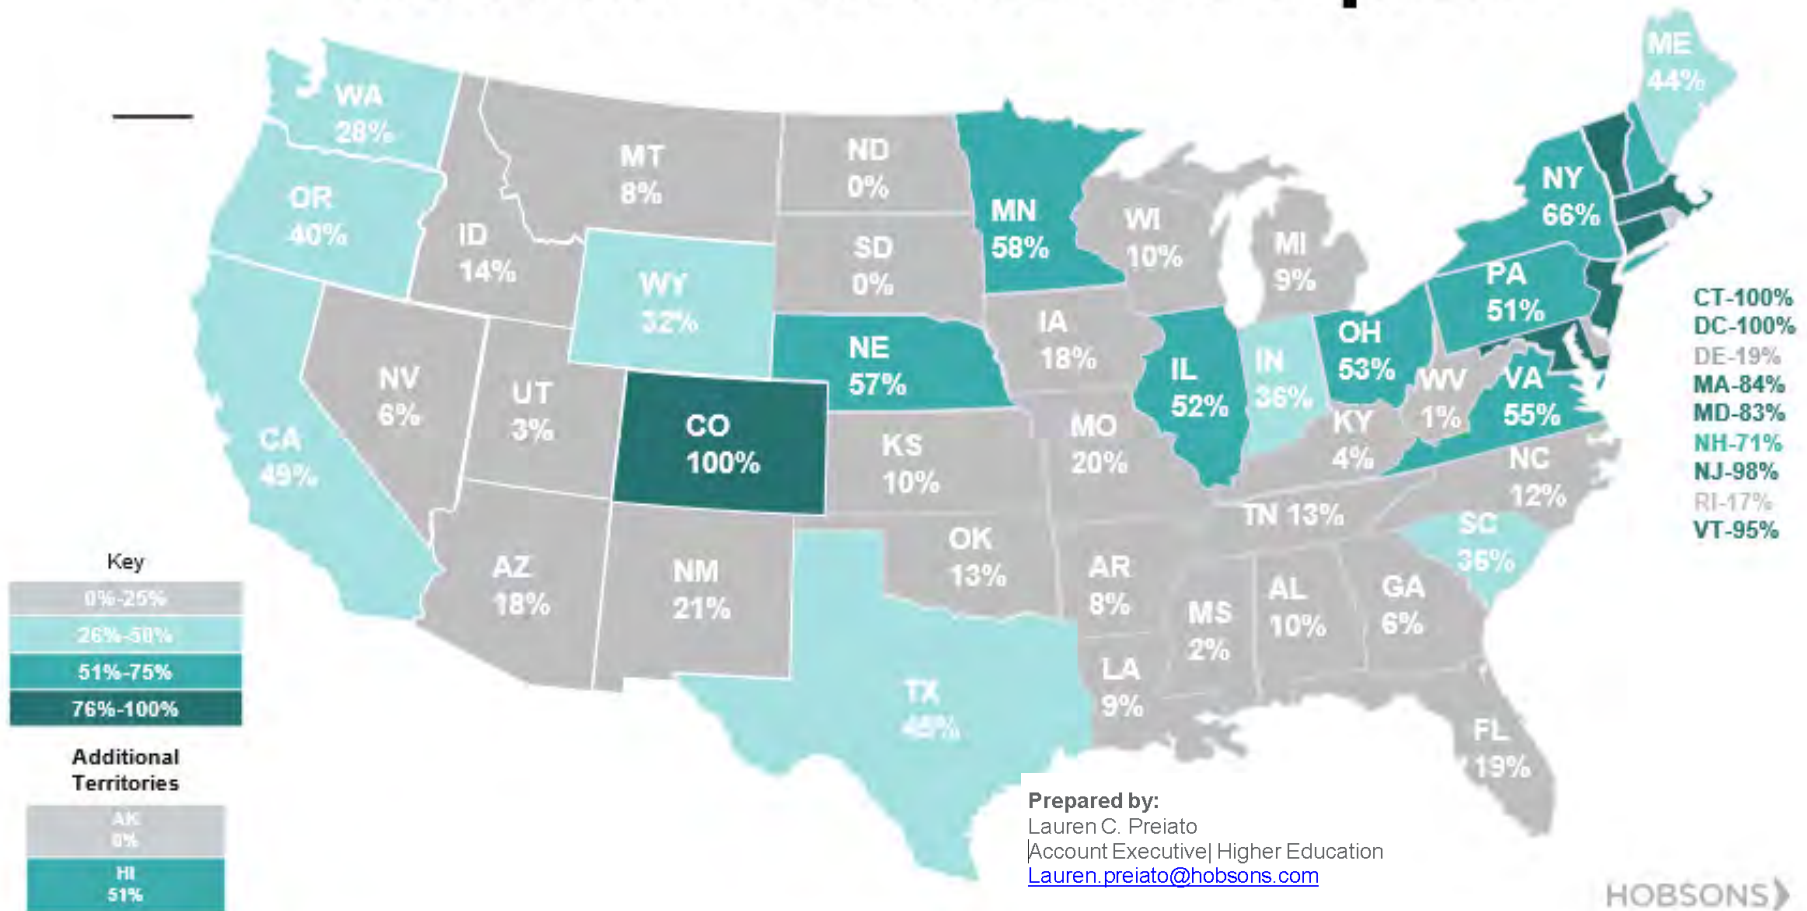 ME
44%
WA
28%
MT
8%
ND
0%
OR
40%
NY
66%
MN
58%
WI
10%
ID
14%
MI
9%
SD
0%
WY
32%
PA
51%
CT-100%
DC-100%
DE-19%
MA-84%
MD-83%
NH-71%
NJ-98%
RI-17%
VT-95%
IA
18%
OH
53%
NE
57%
IL
52%
IN
36%
WV
1%
VA
55%
NV
6%
UT
3%
CO
100%
KS
10%
MO
20%
KY
4%
CA
49%
NC
12%
TN 13%
SC
36%
OK
13%
AZ
18%
NM
21%
AR
8%
MS
2%
AL
10%
GA
6%
LA
9%
TX
FL
19%
Key
0%-25%
26%-50%
51%-75%
76%-100%
Additional
Territories
AK
0%
HI
51%
Prepared by:
Lauren C. Preiato
Account Executive| Higher Education
Lauren.preiato@hobsons.com
HOBSONS